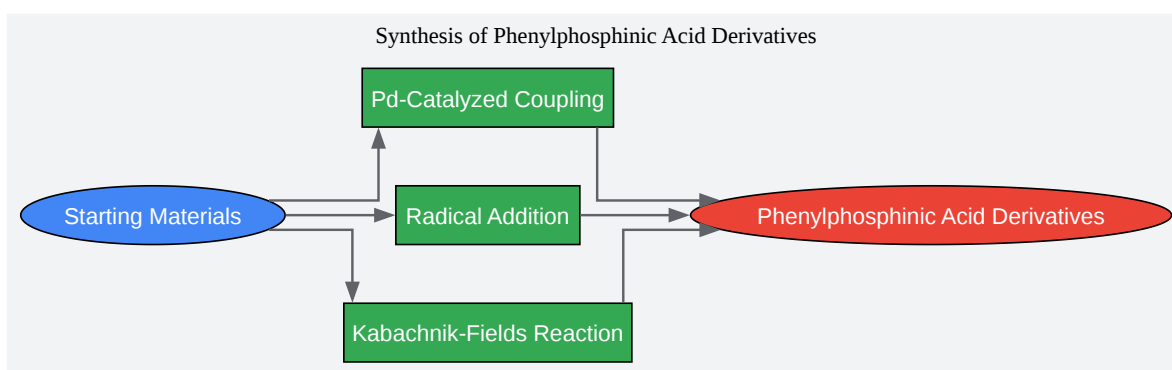 Synthesis of Phenylphosphinic Acid Derivatives
Pd-Catalyzed Coupling
Starting Materials
Radical Addition
Phenylphosphinic Acid Derivatives
Kabachnik-Fields Reaction